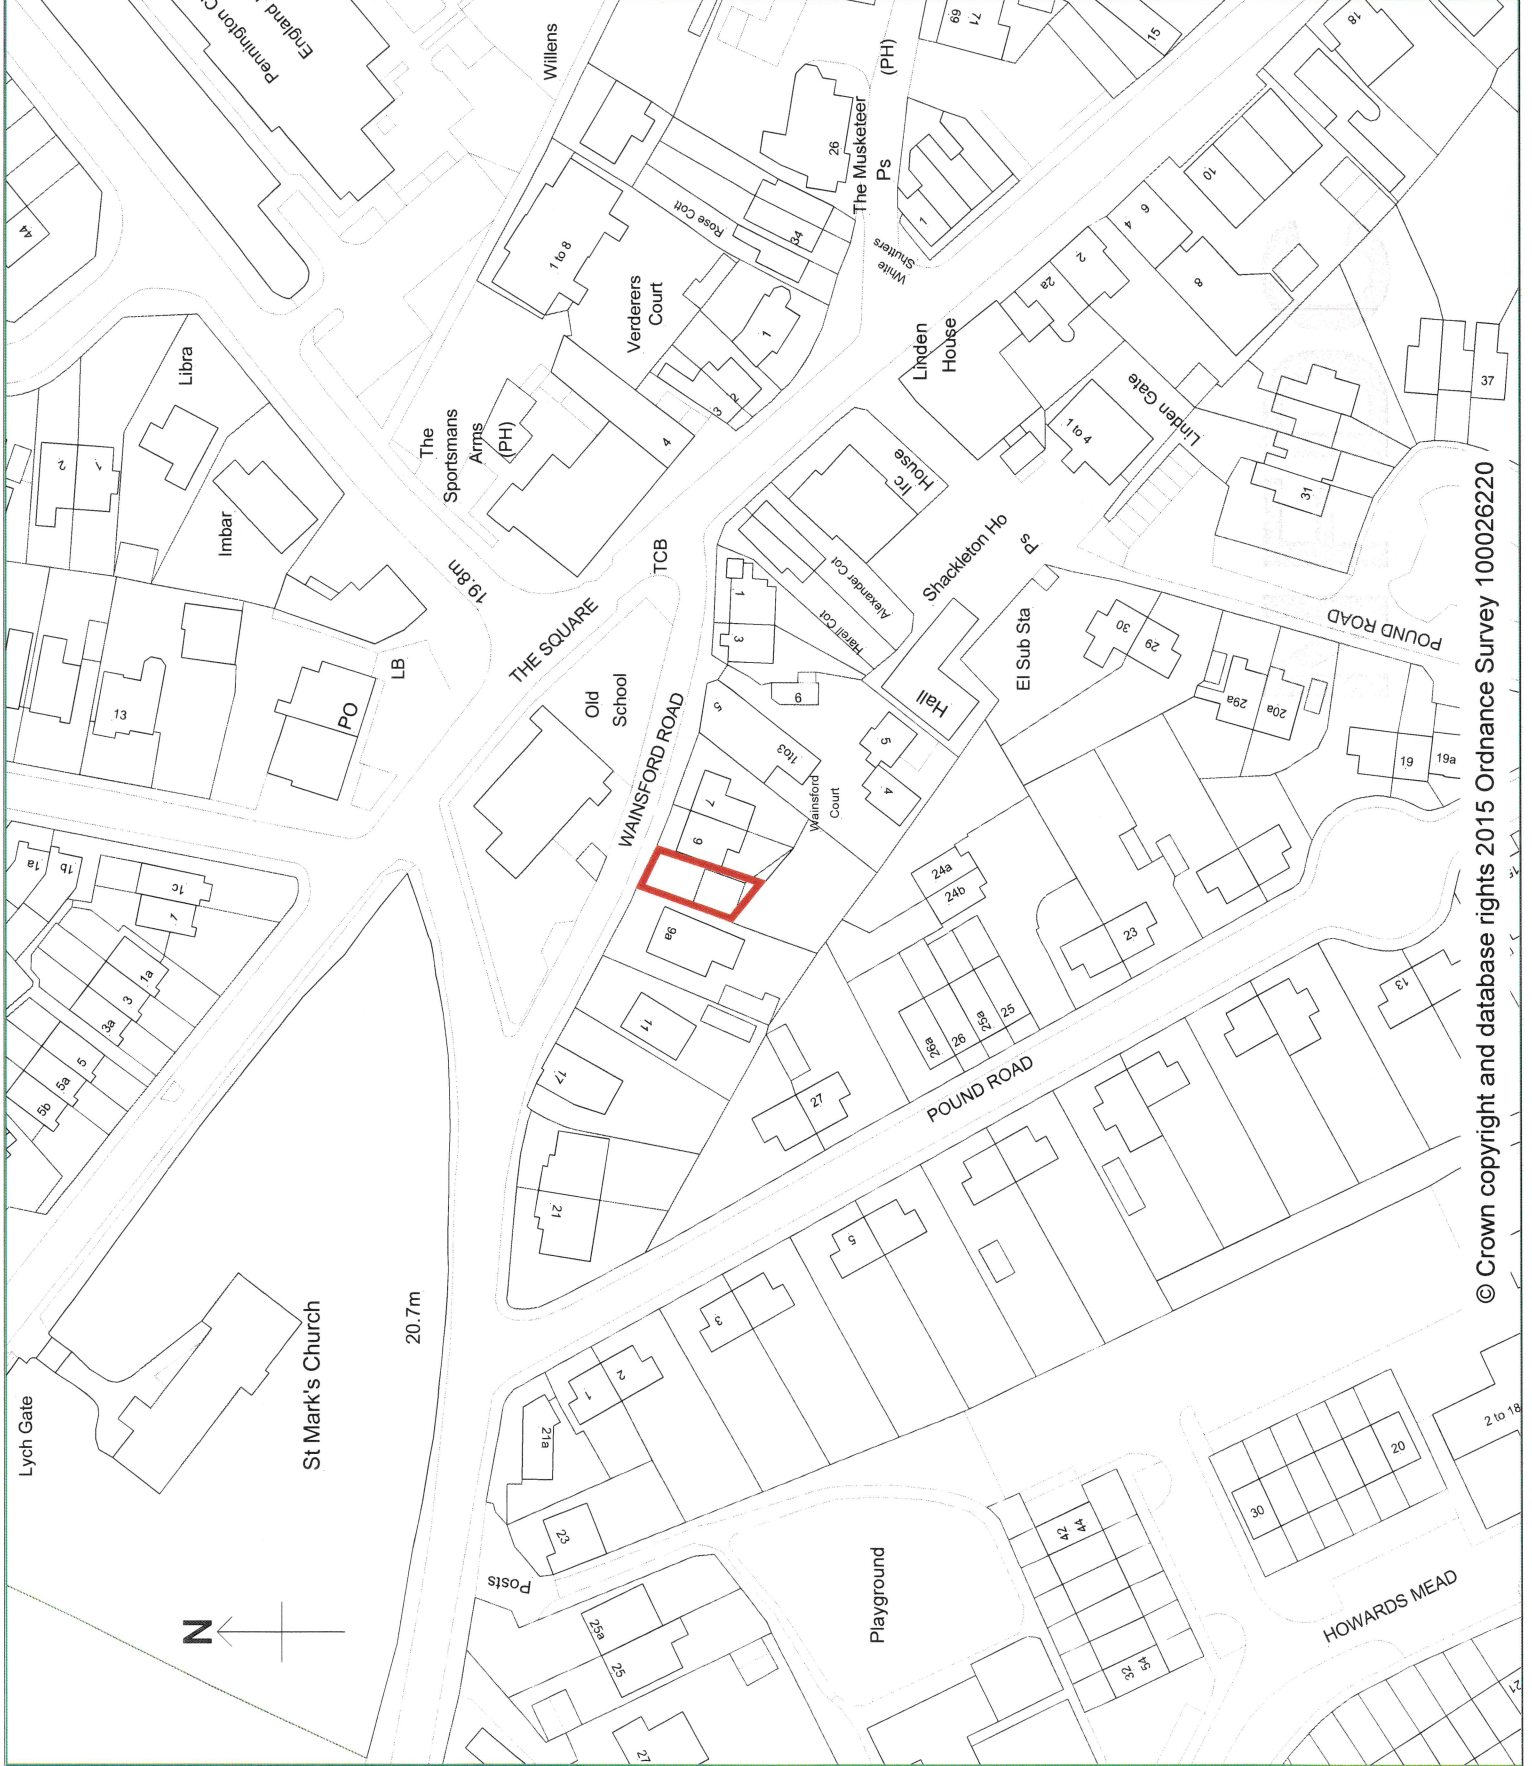 Pennington C
England
Willens
69
71
(PH)
15
18
44
26
The Musketeer
Ps
1
Rose Cott
34
White
Shutters
1 to 8
Verderers
Court
1
2
3
4
10
6
4
2
2a
8
Linden
House
Linden Gate
1 to 4
37
31
Libra
2
1
Imbar
The
Sportsmans
Arms
(PH)
19.8m
TCB
THE SQUARE
Irc
House
Alexander Cot
Harell Cot
Shackleton Ho
Ps
El Sub Sta
Hall
1
3
13
PO
LB
Old
School
WAINSFORD ROAD
5
9
1to3
Wainsford
Court
5
4
7
9
9a
11
17
21
30
29
29a
20a
19
19a
POUND ROAD
1a
1b
1c
7
1a
3
3a
5
5a
5b
24a
24b
23
26a
26
25a
25
27
POUND ROAD
13
5
3
2
1
21a
23
Posts
25a
25
27
Lych Gate
St Mark's Church
20.7m
N
Playground
42
44
32
54
30
20
2 to 18
HOWARDS MEAD
21
© Crown copyright and database rights 2015 Ordnance Survey 100026220